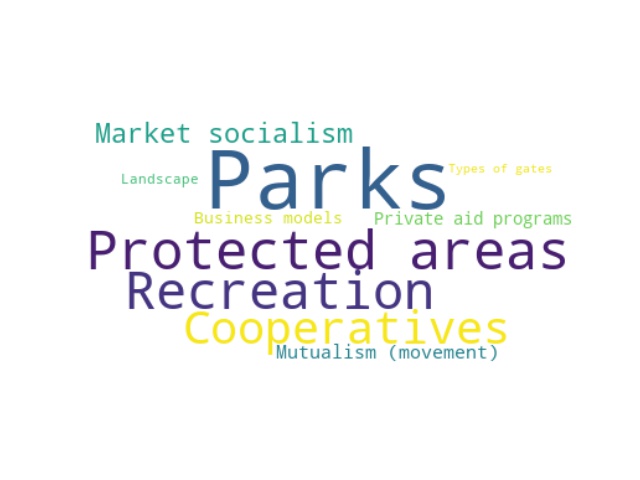 Market socialism
Parks
Types of gates
Landscape
Business models
Private aid programs
Protected areas
Recreation
Cooperatives
Mutualism (movement)